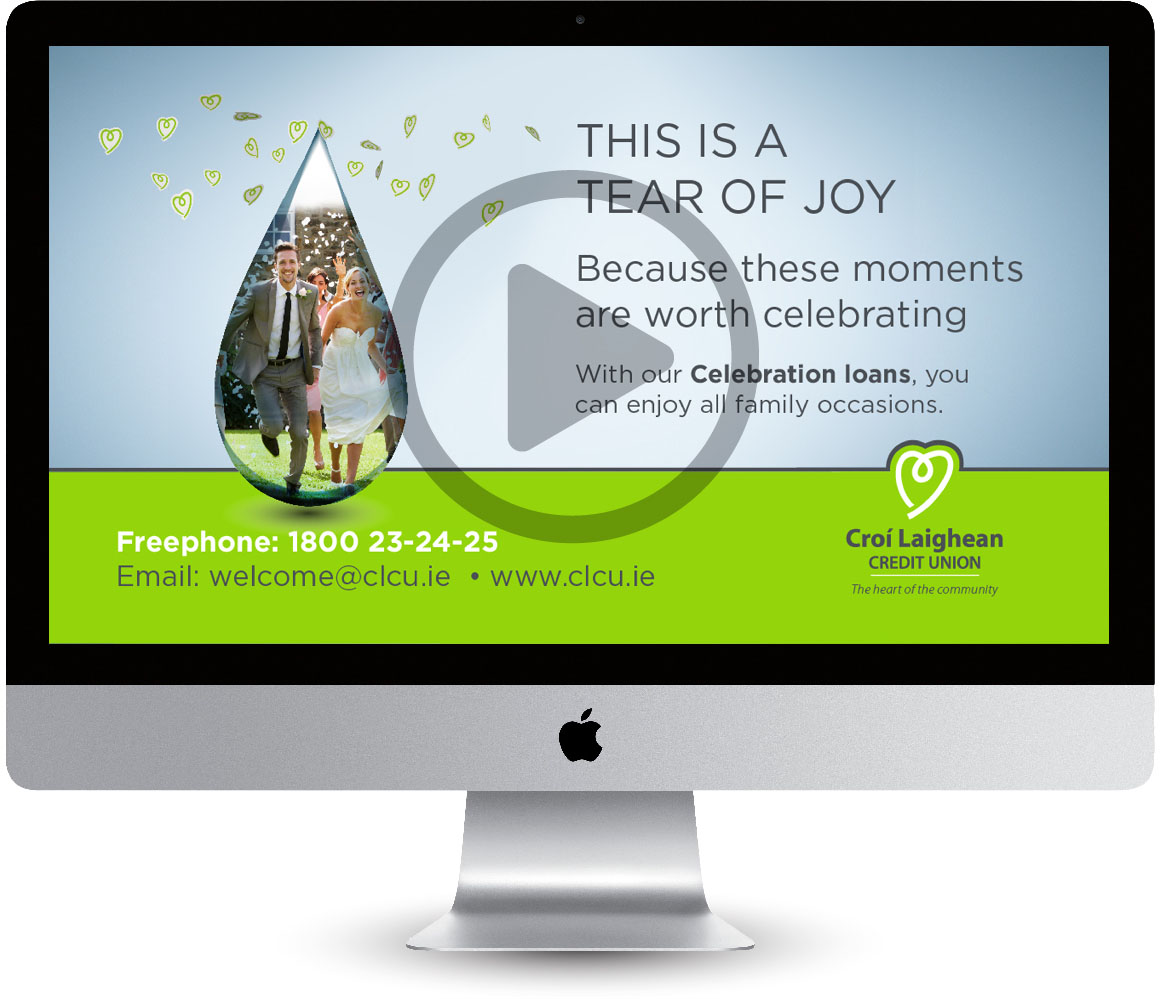 THIS IS A
TEAR OF JOY
Because these moments
are worth celebrating
With our Celebration loans, you
can enjoy all family occasions.
Freephone: 1800 23-24-25
Email: welcome@clcu.ie • www.clcu.ie
Croí Laighean
CREDIT UNION
The heart of the community